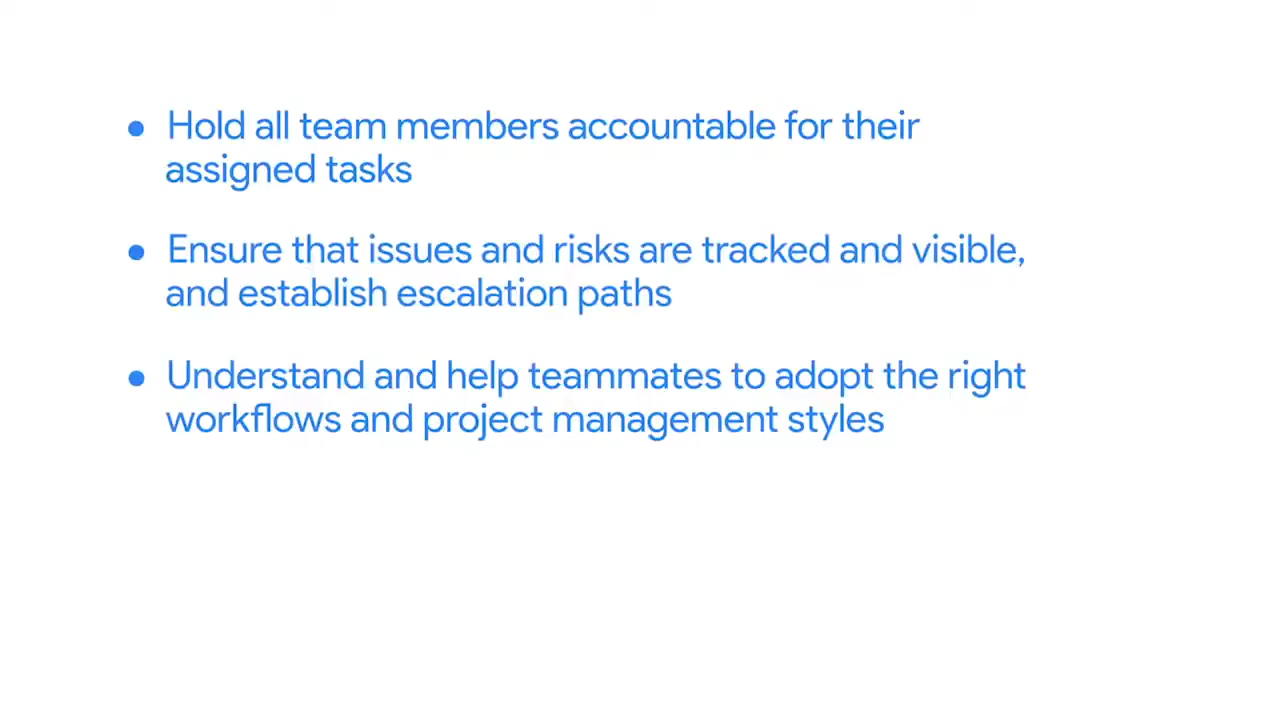 • Hold all team members accountable for their
assigned tasks
• Ensure that issues and risks are tracked and visible,
and establish escalation paths
• Understand and help teammates to adopt the right
workflows and project management styles